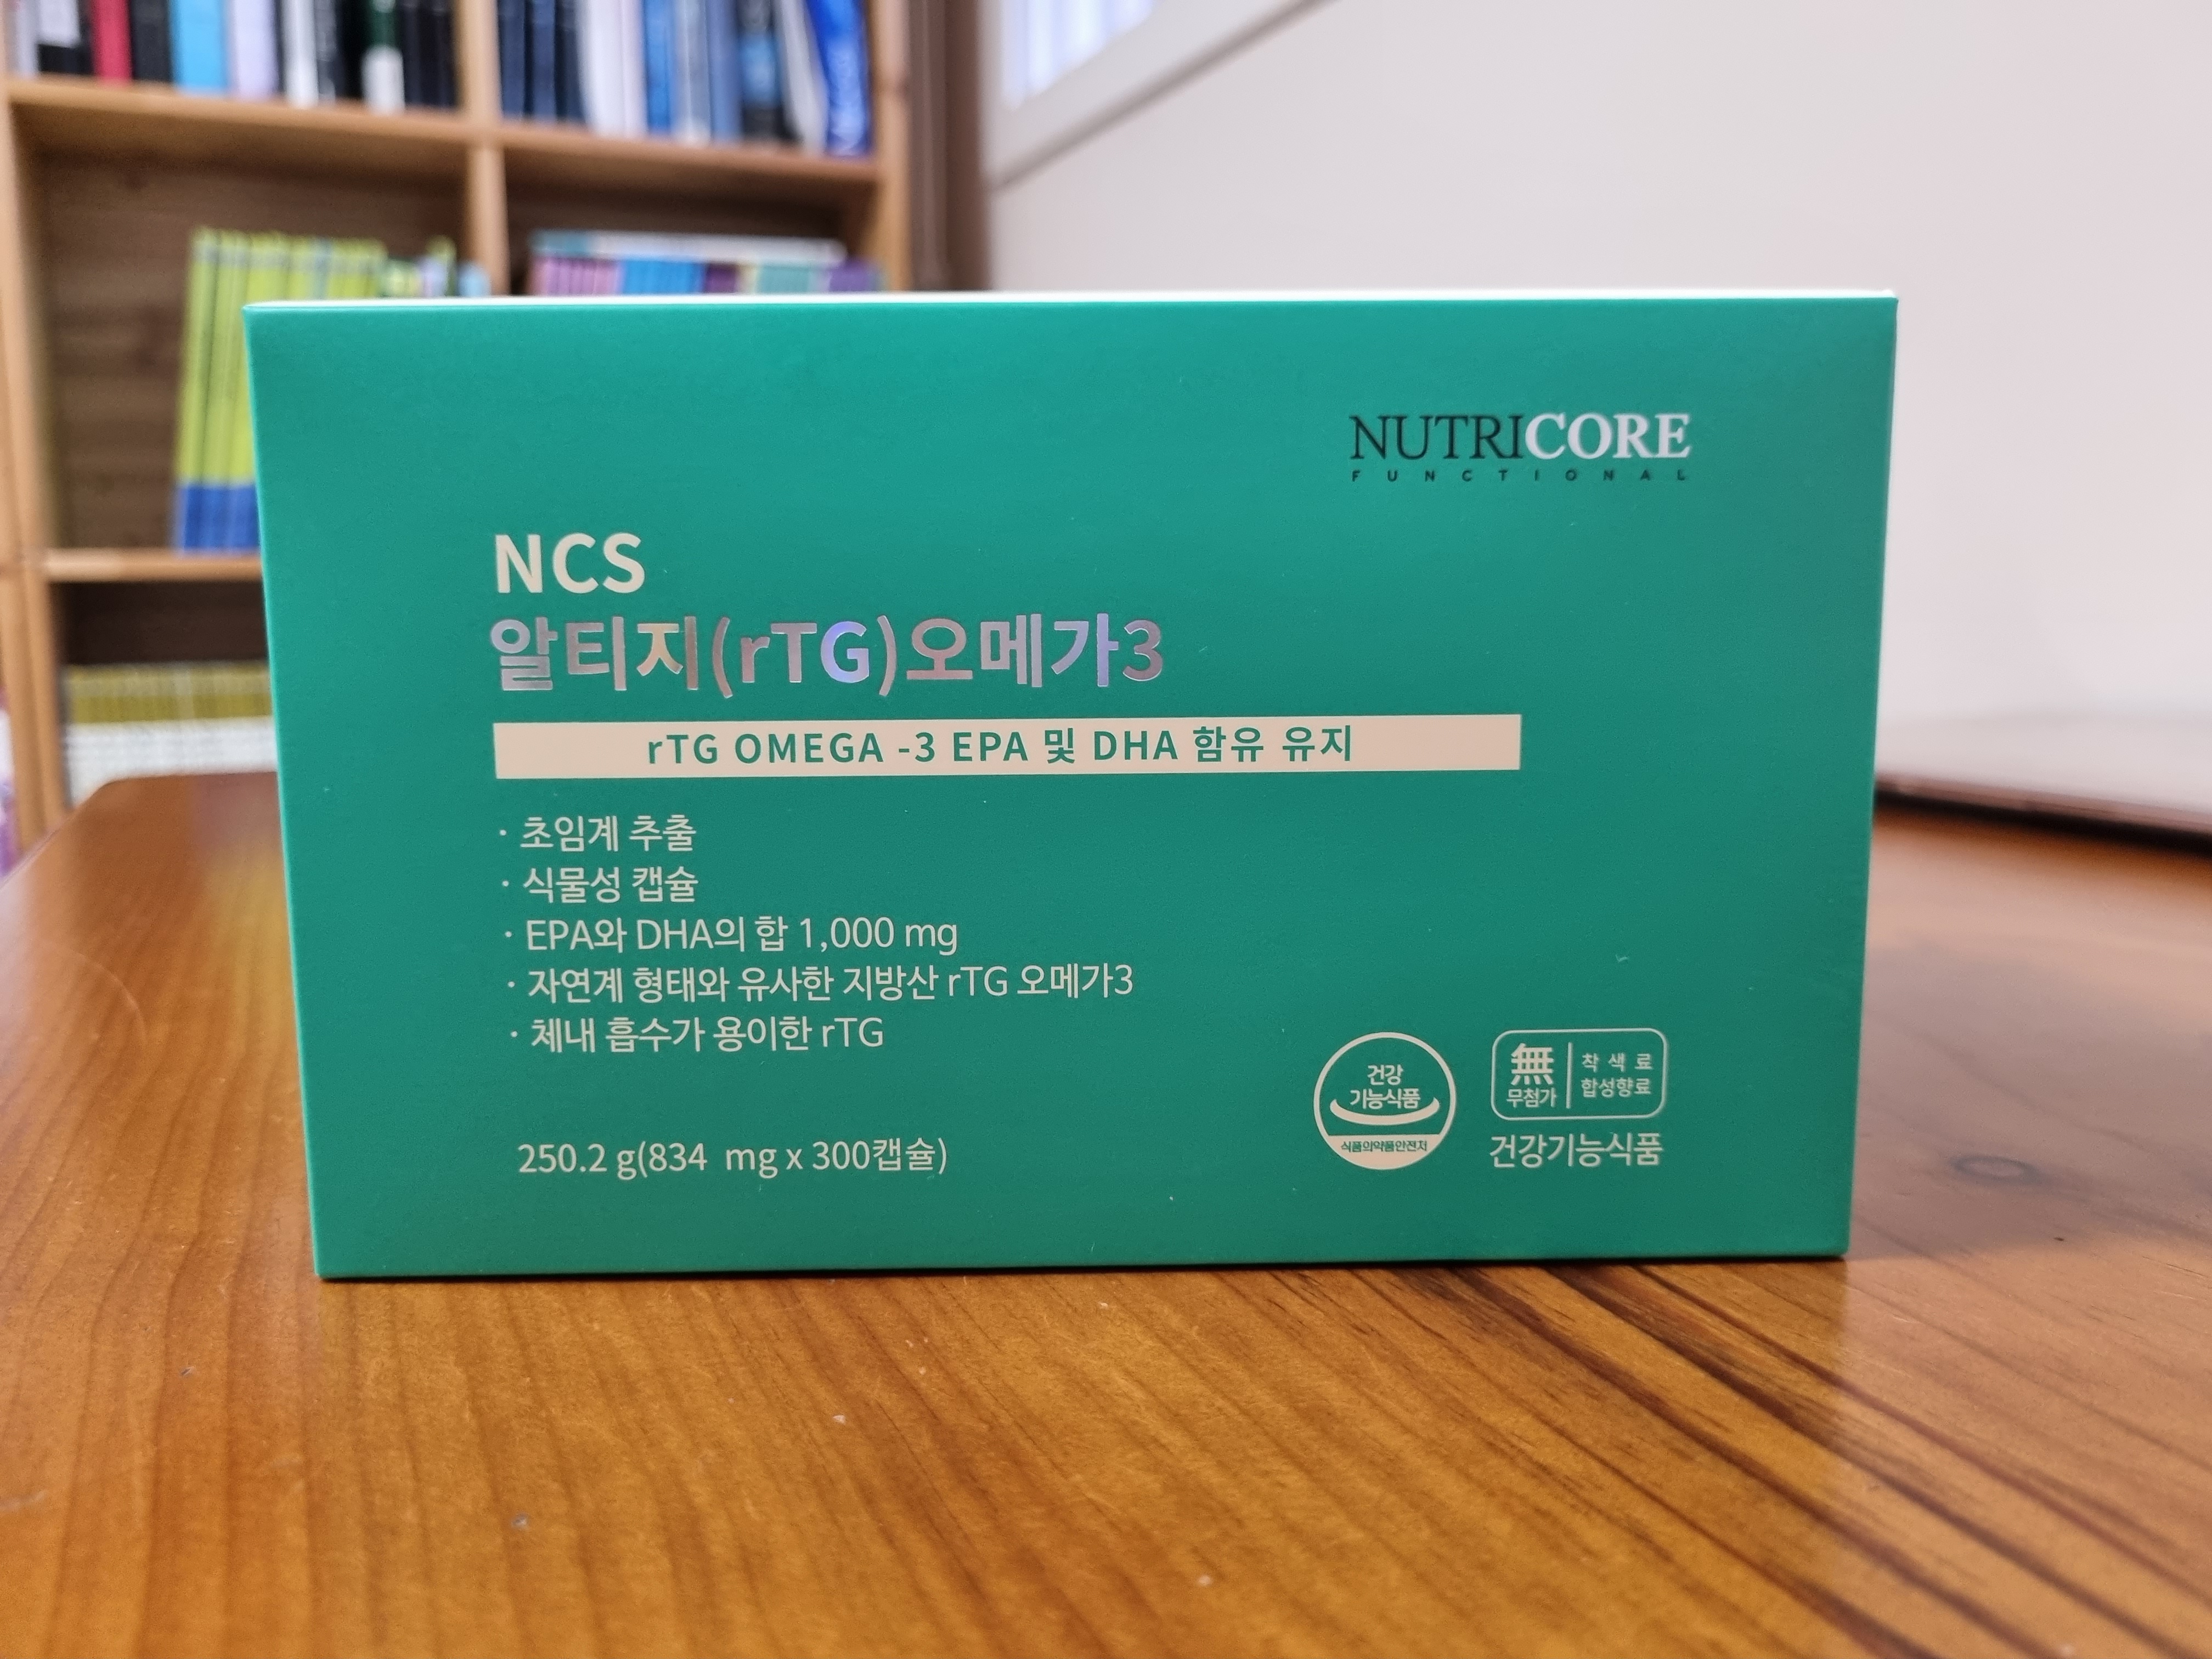 NUTRICORE
FUNCTIONAL
NCS
알티지(rTG)오메가3
rTG OMEGA -3 EPA 및 DHA 함유 유지
· 초임계 추출
· 식물성 캡슐
· EPA와 DHA의 합 1,000 mg
· 자연계 형태와 유사한 지방산 rTG 오메가3
· 체내 흡수가 용이한 rTG
250.2 g(834 mg x 300캡슐)
건강
기능식품
식품의약품안전처
無
무첨가
착색료
합성향료
건강기능식품